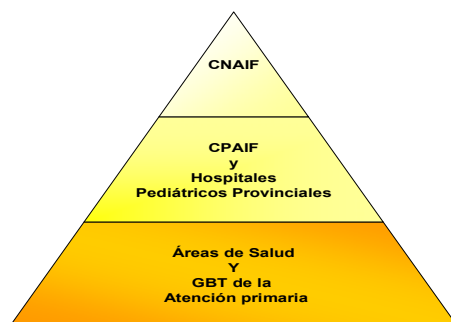 CNAIF
CPAIF
y
Hospitales
Pediátricos Provinciales
Áreas de Salud
Y
GBT de la
Atención primaria